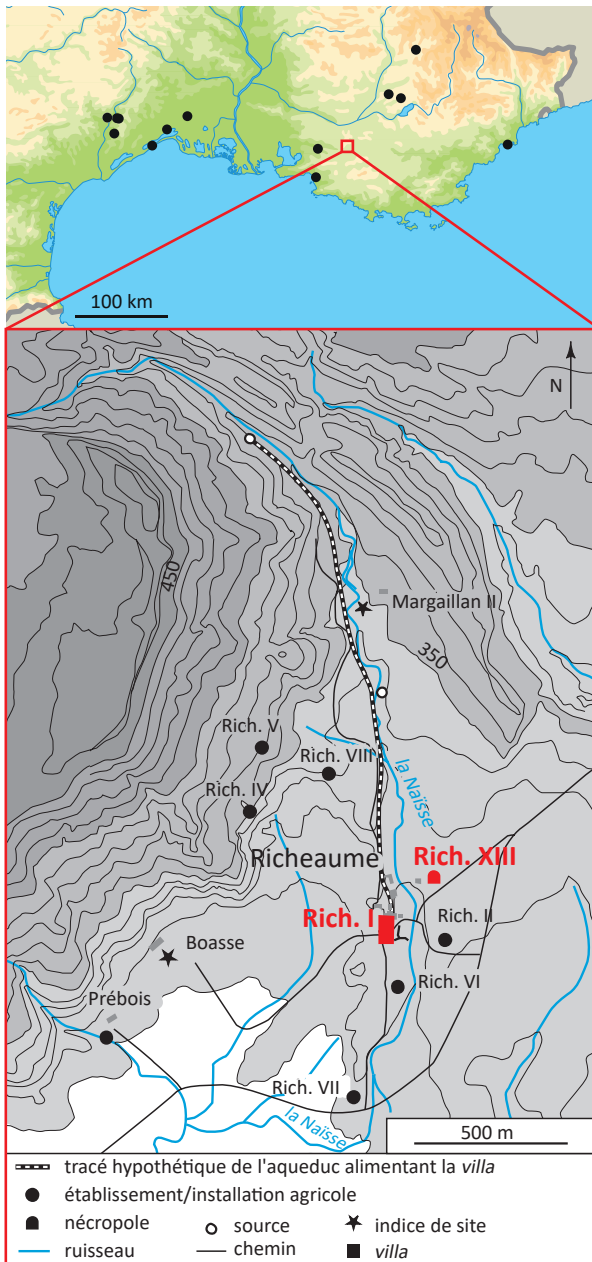 100 km
N
450
Margaillan II
350
Rich. V
Rich. VIII
la Naïsse
Rich. IV
Richeaume
Rich. XIII
Rich. I
Rich. II
Boasse
Rich. VI
Prébois
Rich. VII
la Naïsse
500 m
tracé hypothétique de l'aqueduc alimentant la villa
établissement/installation agricole
nécropole source indice de site
ruisseau chemin villa